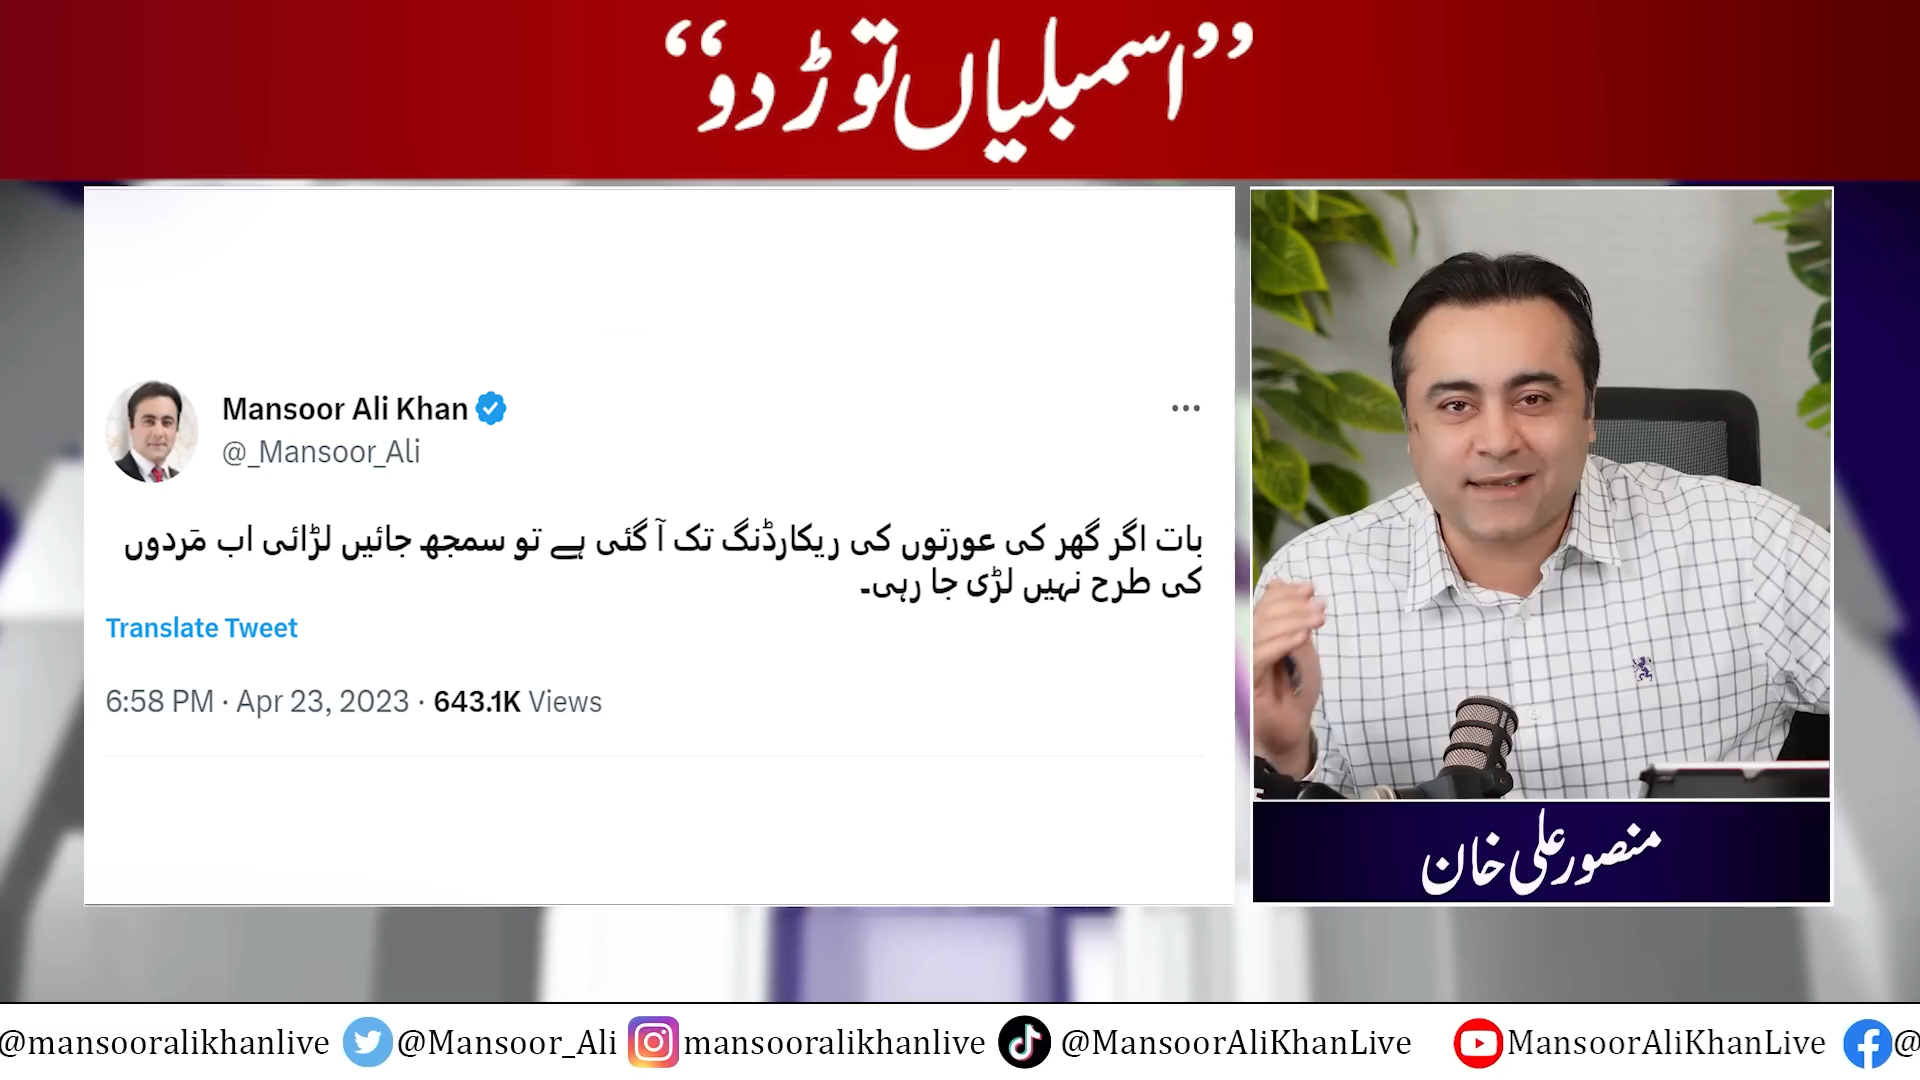 ”اسمبلیاں توڑ دو“
Mansoor Ali Khan
@_Mansoor_Ali
بات اگر گھر کی عورتوں کی ریکارڈنگ تک آ گئی ہے تو سمجھ جائیں لڑائی اب مَردوں
کی طرح نہیں لڑی جا رہی۔
Translate Tweet
6:58 PM · Apr 23, 2023 · 643.1K Views
منصور علی خان
@mansooralikhanlive @Mansoor_Ali mansooralikhanlive @MansoorAliKhanLive MansoorAliKhanLive @